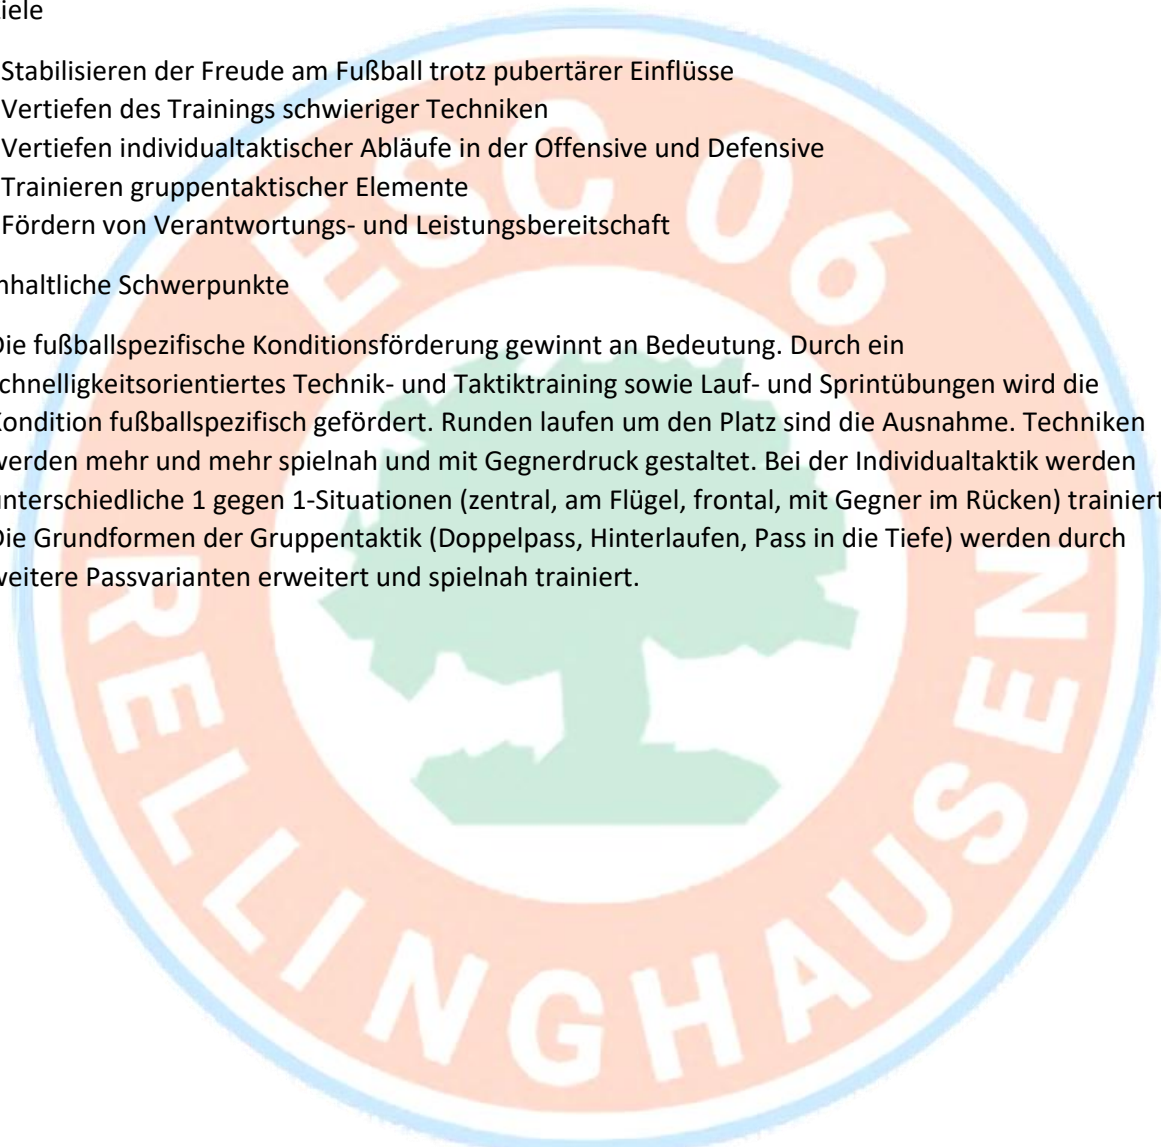 iele
Stabilisieren der Freude am Fußball trotz pubertärer Einflüsse
Vertiefen des Trainings schwieriger Techniken
Vertiefen individualtaktischer Abläufe in der Offensive und Defensive
Trainieren gruppentaktischer Elemente
Fördern von Verantwortungs- und Leistungsbereitschaft
nhaltliche Schwerpunkte
Die fußballspezifische Konditionsförderung gewinnt an Bedeutung. Durch ein
chnelligkeitsorientiertes Technik- und Taktiktraining sowie Lauf- und Sprintübungen wird die
Kondition fußballspezifisch gefördert. Runden laufen um den Platz sind die Ausnahme. Techniken
werden mehr und mehr spielnah und mit Gegnerdruck gestaltet. Bei der Individualtaktik werden
unterschiedliche 1 gegen 1-Situationen (zentral, am Flügel, frontal, mit Gegner im Rücken) trainiert
Die Grundformen der Gruppentaktik (Doppelpass, Hinterlaufen, Pass in die Tiefe) werden durch
weitere Passvarianten erweitert und spielnah trainiert.
ESC 06
RELLINGHAUSEN